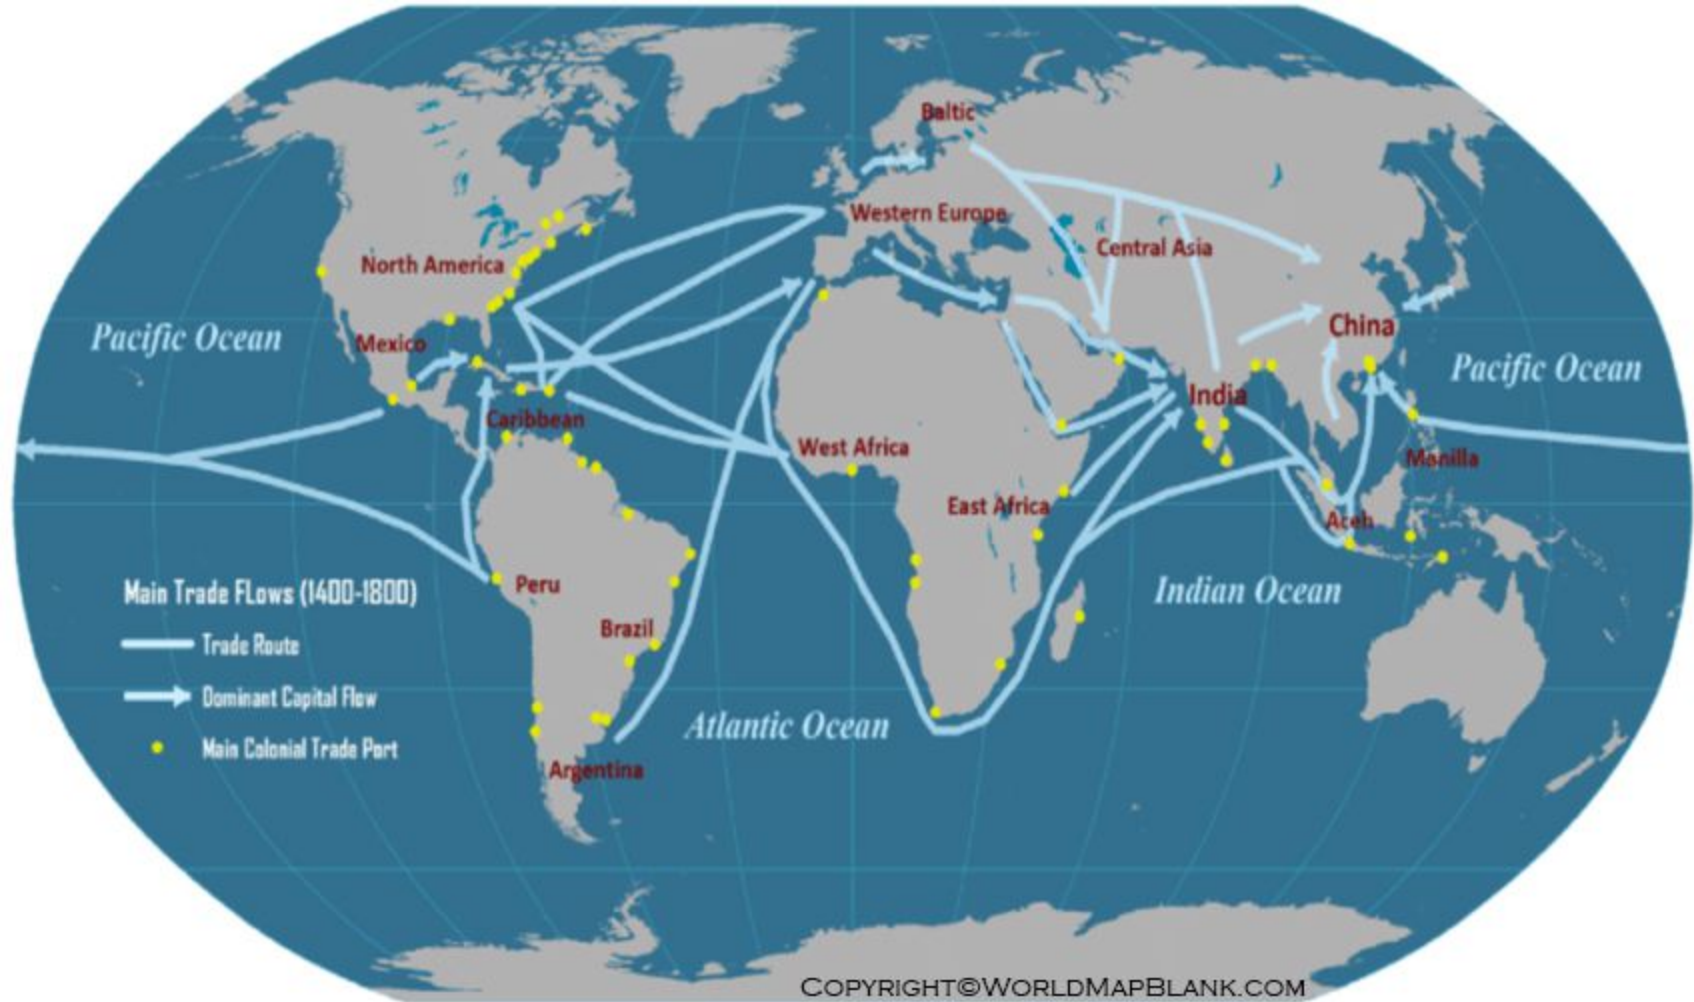 Baltic
Western Europe
Central Asia
North America
Pacific Ocean
Mexico
China
Pacific Ocean
India
Caribbean
West Africa
Manilla
East Africa
Aceh
Peru
Indian Ocean
Main Trade FLows (1400-1800)
Trade Route
Brazil
Dominant Capital Flow
Atlantic Ocean
Main Colonial Trade Port
Argentina
Copyright©WorldMapBlank.com